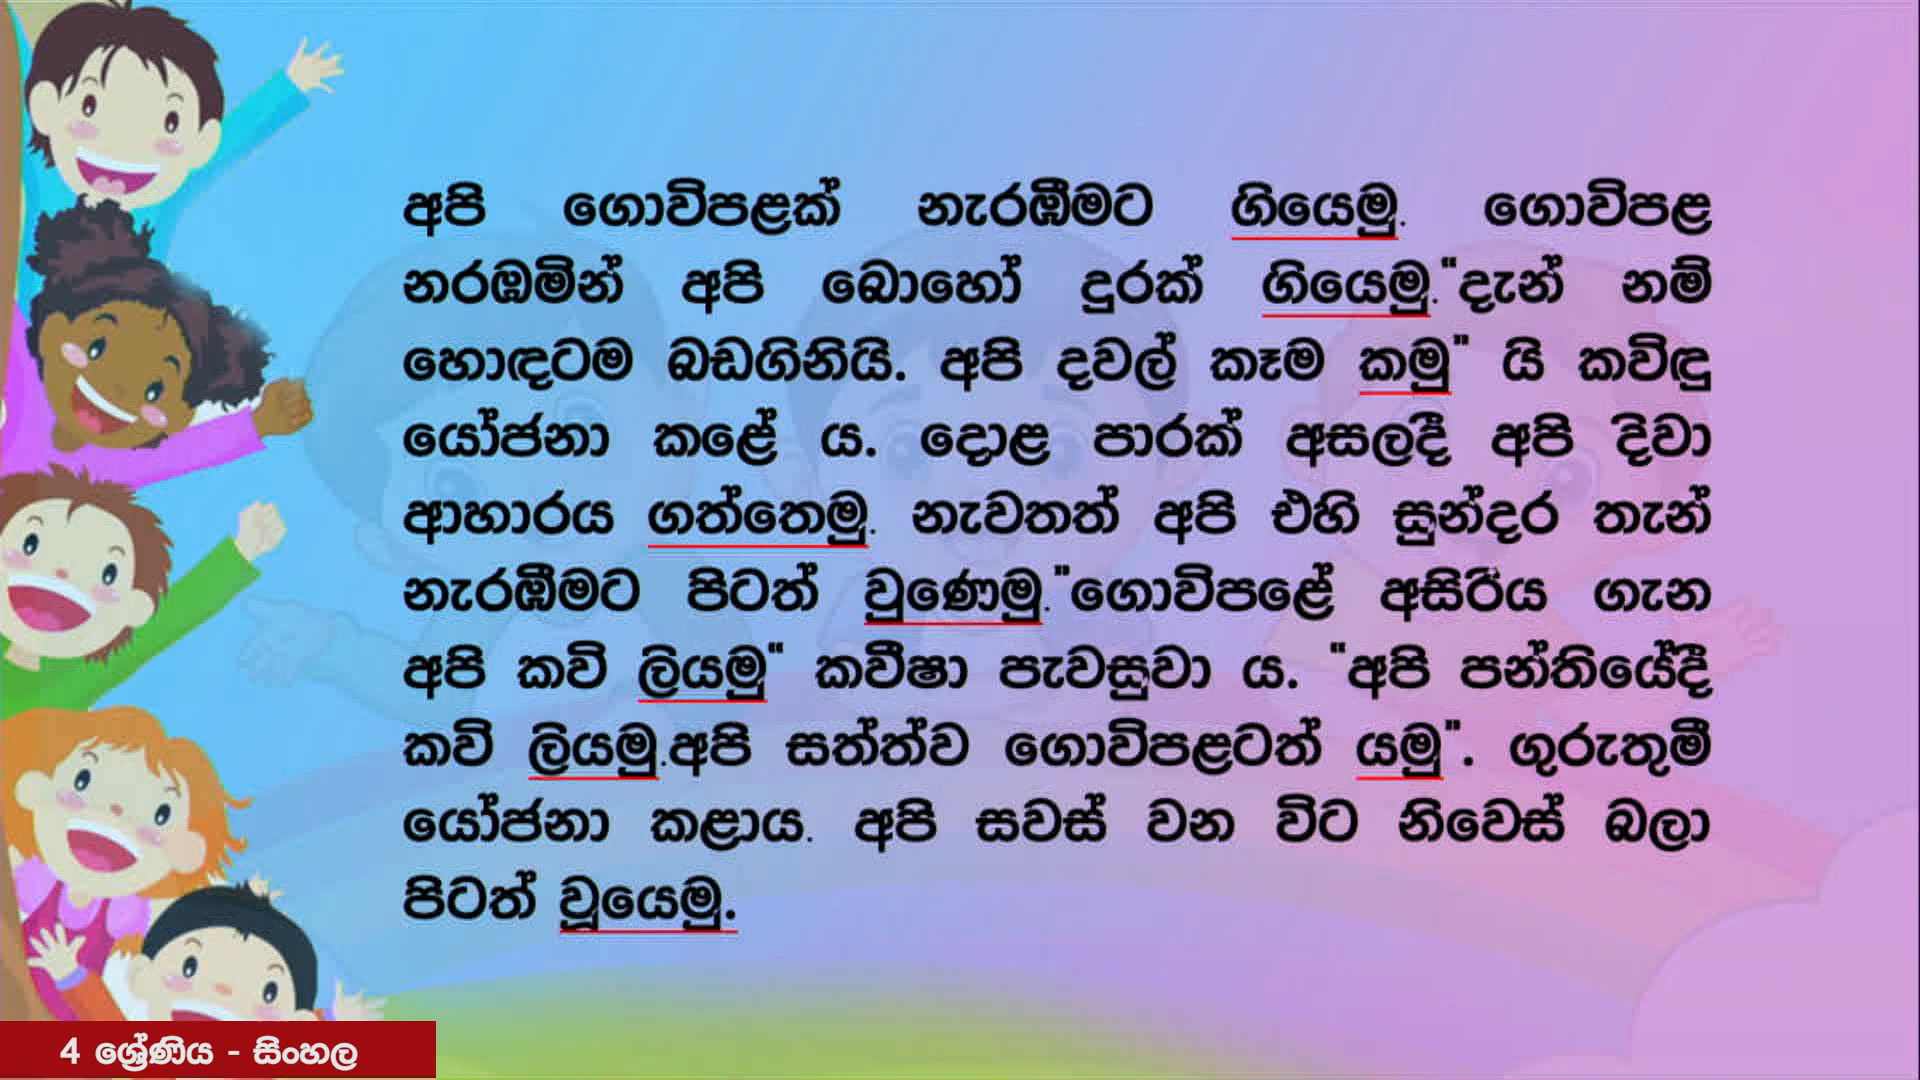 අපි ගොවිපළක් නැරඹීමට ගියෙමු. ගොවිපළ
නරඹමින් අපි බොහෝ දුරක් ගියෙමු.“දැන් නම්
හොඳටම බඩගිනියි. අපි දවල් කෑම කමු” යි කවිඳු
යෝජනා කළේ ය. දොළ පාරක් අසලදී අපි දිවා
ආහාරය ගත්තෙමු. නැවතත් අපි එහි සුන්දර තැන්
නැරඹීමට පිටත් වුණෙමු.”ගොවිපළේ අසිරිය ගැන
අපි කවි ලියමු“ කවීෂා පැවසුවා ය. “අපි පන්තියේදී
කවි ලියමු.අපි සත්ත්ව ගොවිපළටත් යමු”. ගුරුතුමී
යෝජනා කළාය. අපි සවස් වන විට නිවෙස් බලා
පිටත් වූයෙමු.
4 ශ්‍රේණිය - සිංහල